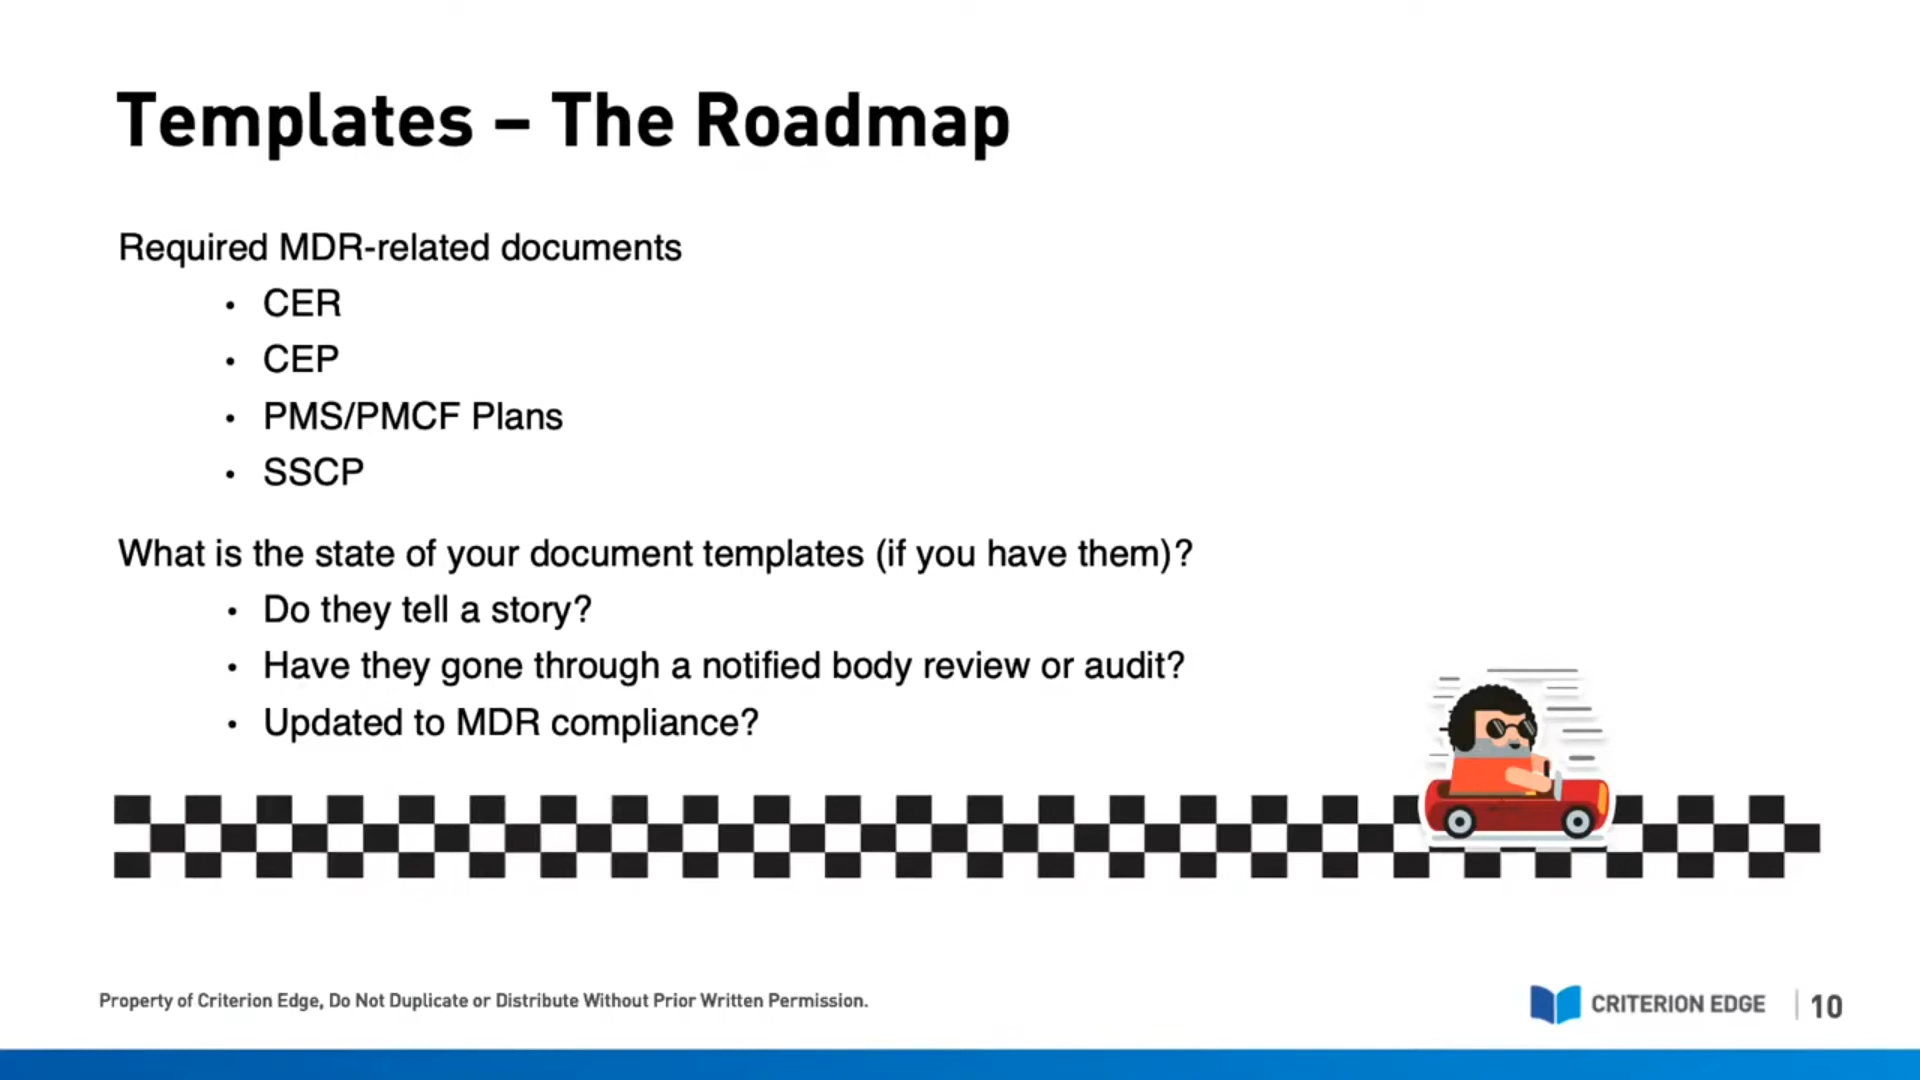 Templates – The Roadmap
Required MDR-related documents
• CER
• CEP
• PMS/PMCF Plans
• SSCP
What is the state of your document templates (if you have them)?
• Do they tell a story?
• Have they gone through a notified body review or audit?
• Updated to MDR compliance?
Property of Criterion Edge, Do Not Duplicate or Distribute Without Prior Written Permission.
CRITERION EDGE | 10